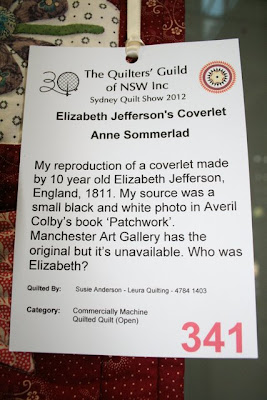 30
The Quilters' Guild
of NSW Inc
Sydney Quilt Show 2012
Elizabeth Jefferson's Coverlet
Anne Sommerlad
My reproduction of a coverlet made
by 10 year old Elizabeth Jefferson,
England, 1811. My source was a
small black and white photo in Averil
Colby's book 'Patchwork'.
Manchester Art Gallery has the
original but it's unavailable. Who was
Elizabeth?
Quilted By: Susie Anderson - Leura Quilting - 4784 1403
Category: Commercially Machine
Quilted Quilt (Open)
341